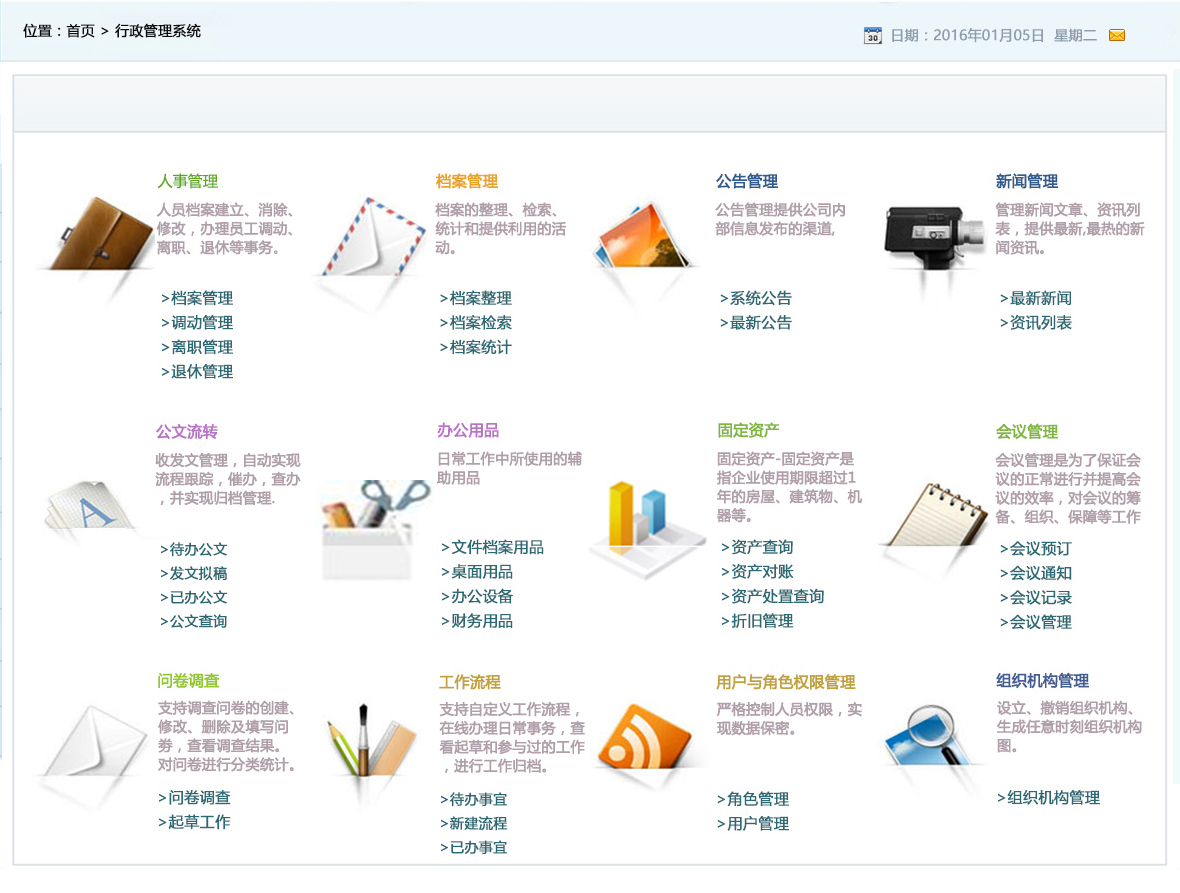 位置：首页 > 行政管理系统
30
日期：2016年01月05日 星期二
人事管理
人员档案建立、消除、
修改，办理员工调动、
离职、退休等事务。
>档案管理
>调动管理
>离职管理
>退休管理
档案管理
档案的整理、检索、
统计和提供利用的活
动。
>档案整理
>档案检索
>档案统计
公告管理
公告管理提供公司内
部信息发布的渠道,
>系统公告
>最新公告
新闻管理
管理新闻文章、资讯列
表，提供最新,最热的新
闻资讯。
>最新新闻
>资讯列表
公文流转
收发文管理，自动实现
流程跟踪，催办，查办
，并实现归档管理.
>待办公文
>发文拟稿
>已办公文
>公文查询
A
办公用品
日常工作中所使用的辅
助用品
>文件档案用品
>桌面用品
>办公设备
>财务用品
固定资产
固定资产-固定资产是
指企业使用期限超过1
年的房屋、建筑物、机
器等。
>资产查询
>资产对账
>资产处置查询
>折旧管理
会议管理
会议管理是为了保证会
议的正常进行并提高会
议的效率，对会议的筹
备、组织、保障等工作
>会议预订
>会议通知
>会议记录
>会议管理
问卷调查
支持调查问卷的创建、
修改、删除及填写问
券，查看调查结果。
对问卷进行分类统计。
>问卷调查
>起草工作
工作流程
支持自定义工作流程，
在线办理日常事务，查
看起草和参与过的工作
，进行工作归档。
>待办事宜
>新建流程
>已办事宜
用户与角色权限管理
严格控制人员权限，实
现数据保密。
>角色管理
>用户管理
组织机构管理
设立、撤销组织机构、
生成任意时刻组织机构
图。
>组织机构管理